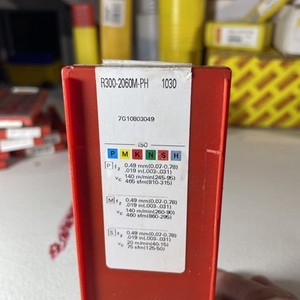 R300-2060M-PH 1030
7G10803049
ISO
P M K N S H
P fz 0.49 mm(0.07-0.78)
.019 in(.003-.031)
vc 140 m/min(245-95)
465 sfm(810-315)
M fz 0.49 mm(0.07-0.78)
.019 in(.003-.031)
vc 140 m/min(260-90)
460 sfm(860-295)
S fz 0.49 mm(0.07-0.78)
.019 in(.003-.031)
vc 20 m/min(40-15)
75 sfm(125-50)